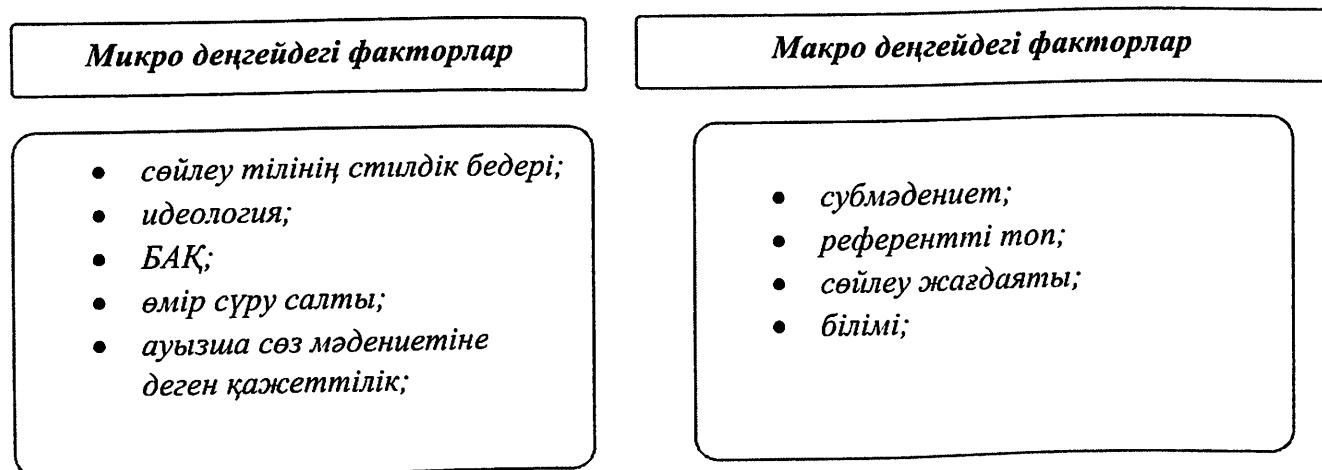 Микро деңгейдегі факторлар
Макро деңгейдегі факторлар
• сөйлеу тілінің стилдік бедері;
• идеология;
• БАҚ;
• өмір сүру салты;
• ауызша сөз мәдениетіне
деген қажеттілік;
• субмәдениет;
• референтті топ;
• сөйлеу жағдаяты;
• білімі;